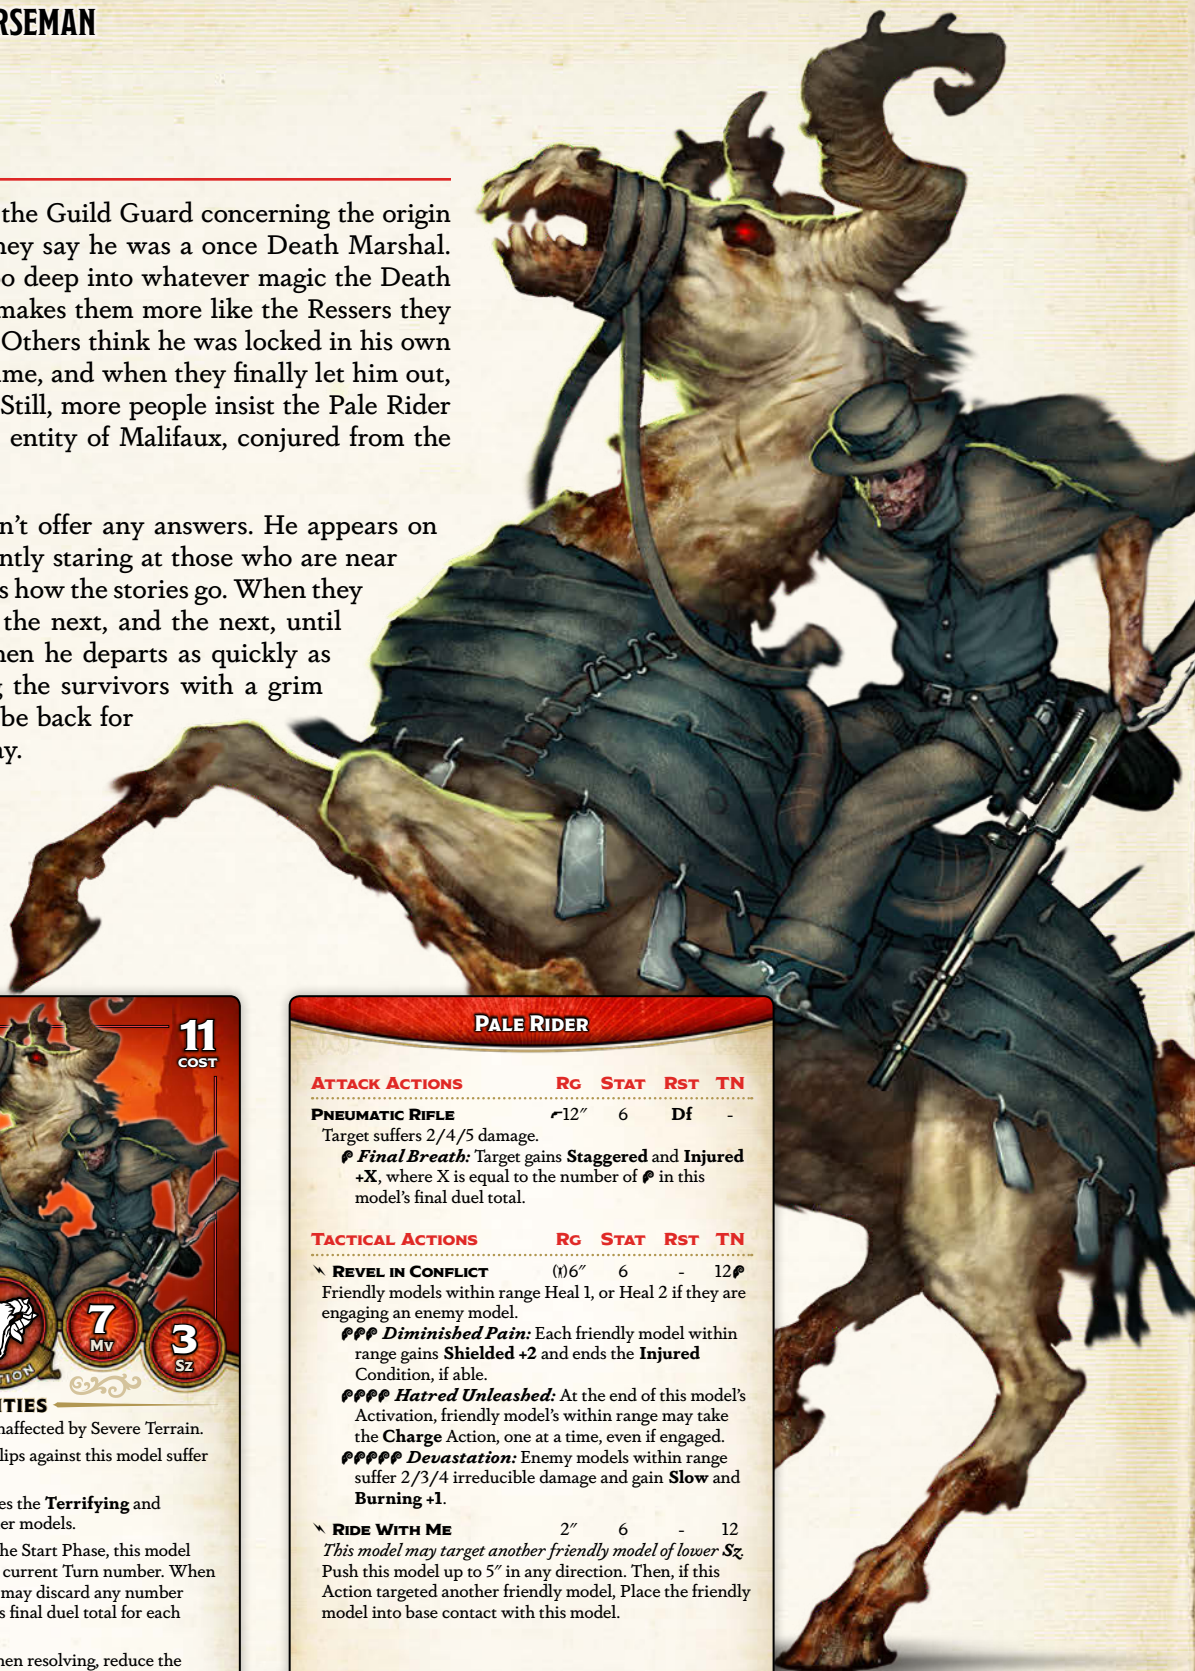 RSEMAN
the Guild Guard concerning the origin
hey say he was a once Death Marshal.
oo deep into whatever magic the Death
makes them more like the Ressers they
Others think he was locked in his own
me, and when they finally let him out,
Still, more people insist the Pale Rider
entity of Malifaux, conjured from the
n't offer any answers. He appears on
ntly staring at those who are near
s how the stories go. When they
the next, and the next, until
hen he departs as quickly as
g the survivors with a grim
be back for
ay.
11
COST
7
Mv
3
Sz
TION
ITIES
naffected by Severe Terrain.
lips against this model suffer
es the Terrifying and
er models.
he Start Phase, this model
current Turn number. When
may discard any number
s final duel total for each
hen resolving, reduce the
PALE RIDER
ATTACK ACTIONS RG STAT RST TN
PNEUMATIC RIFLE 12″ 6 Df -
Target suffers 2/4/5 damage.
Final Breath: Target gains Staggered and Injured
+X, where X is equal to the number of in this
model's final duel total.
TACTICAL ACTIONS RG STAT RST TN
REVEL IN CONFLICT 6″ 6 - 12
Friendly models within range Heal 1, or Heal 2 if they are
engaging an enemy model.
Diminished Pain: Each friendly model within
range gains Shielded +2 and ends the Injured
Condition, if able.
Hatred Unleashed: At the end of this model's
Activation, friendly model's within range may take
the Charge Action, one at a time, even if engaged.
Devastation: Enemy models within range
suffer 2/3/4 irreducible damage and gain Slow and
Burning +1.
RIDE WITH ME 2″ 6 - 12
This model may target another friendly model of lower Sz.
Push this model up to 5″ in any direction. Then, if this
Action targeted another friendly model, Place the friendly
model into base contact with this model.